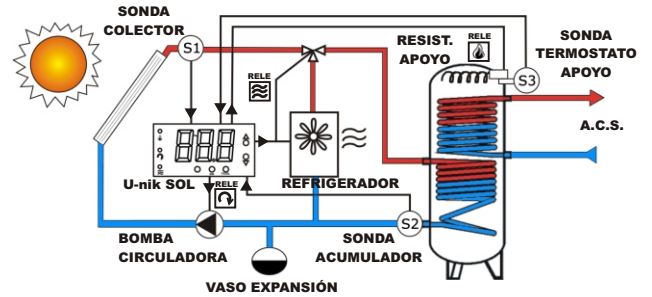 SONDA
COLECTOR
S1
RELE
RESIST.
APOYO
RELE
SONDA
TERMOSTATO
APOYO
S3
A.C.S.
888
U-nik SOL
RELE
REFRIGERADOR
BOMBA
CIRCULADORA
SONDA
ACUMULADOR
S2
VASO EXPANSIÓN